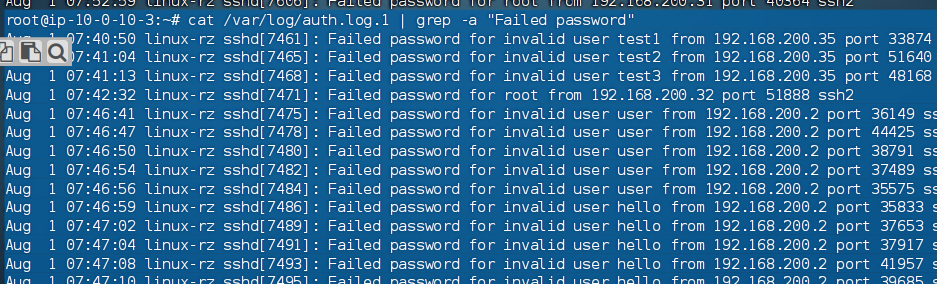 07:52:59 linux-rz sshd[7606]: Failed password for root from 192.168.200.31 port 40364 ssh2
root@ip-10-0-10-3:~# cat /var/log/auth.log.1 | grep -a "Failed password"
07:40:50 linux-rz sshd[7461]: Failed password for invalid user test1 from 192.168.200.35 port 33874
07:41:04 linux-rz sshd[7465]: Failed password for invalid user test2 from 192.168.200.35 port 51640
Aug 1 07:41:13 linux-rz sshd[7468]: Failed password for invalid user test3 from 192.168.200.35 port 48168
Aug 1 07:42:32 linux-rz sshd[7471]: Failed password for root from 192.168.200.32 port 51888 ssh2
Aug 1 07:46:41 linux-rz sshd[7475]: Failed password for invalid user user from 192.168.200.2 port 36149 ss
Aug 1 07:46:47 linux-rz sshd[7478]: Failed password for invalid user user from 192.168.200.2 port 44425 ss
Aug 1 07:46:50 linux-rz sshd[7480]: Failed password for invalid user user from 192.168.200.2 port 38791 ss
Aug 1 07:46:54 linux-rz sshd[7482]: Failed password for invalid user user from 192.168.200.2 port 37489 ss
Aug 1 07:46:56 linux-rz sshd[7484]: Failed password for invalid user user from 192.168.200.2 port 35575 ss
Aug 1 07:46:59 linux-rz sshd[7486]: Failed password for invalid user hello from 192.168.200.2 port 35833 s
Aug 1 07:47:02 linux-rz sshd[7489]: Failed password for invalid user hello from 192.168.200.2 port 37653 s
Aug 1 07:47:04 linux-rz sshd[7491]: Failed password for invalid user hello from 192.168.200.2 port 37917 s
Aug 1 07:47:08 linux-rz sshd[7493]: Failed password for invalid user hello from 192.168.200.2 port 41957 s
Aug 1 07:47:10 linux-rz sshd[7495]: Failed password for invalid user hello from 192.168.200.2 port 39685 s